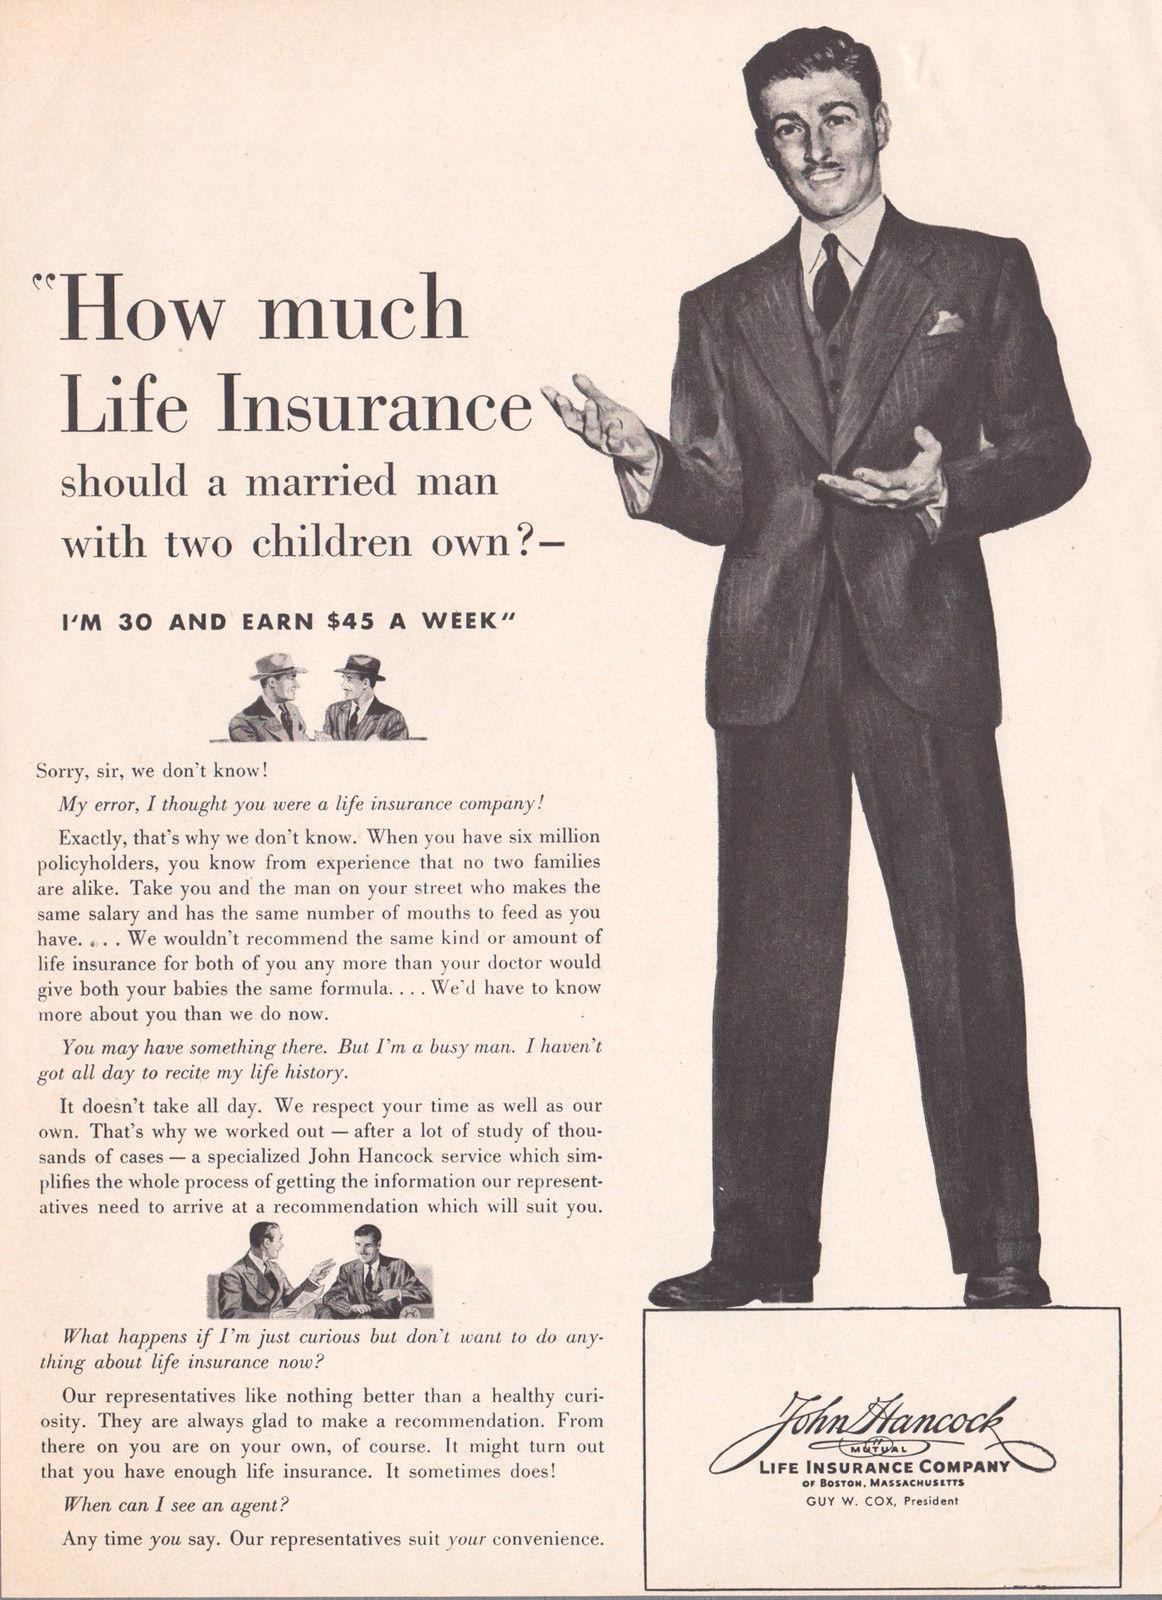 "How much
Life Insurance
should a married man
with two children own?—
I'M 30 AND EARN $45 A WEEK"
Sorry, sir, we don't know!
My error, I thought you were a life insurance company!
Exactly, that's why we don't know. When you have six million
policyholders, you know from experience that no two families
are alike. Take you and the man on your street who makes the
same salary and has the same number of mouths to feed as you
have. . . . We wouldn't recommend the same kind or amount of
life insurance for both of you any more than your doctor would
give both your babies the same formula. . . . We'd have to know
more about you than we do now.
You may have something there. But I'm a busy man. I haven't
got all day to recite my life history.
It doesn't take all day. We respect your time as well as our
own. That's why we worked out — after a lot of study of thou-
sands of cases — a specialized John Hancock service which sim-
plifies the whole process of getting the information our represent-
atives need to arrive at a recommendation which will suit you.
What happens if I'm just curious but don't want to do any-
thing about life insurance now?
Our representatives like nothing better than a healthy curi-
osity. They are always glad to make a recommendation. From
there on you are on your own, of course. It might turn out
that you have enough life insurance. It sometimes does!
When can I see an agent?
Any time you say. Our representatives suit your convenience.
John Hancock
MUTUAL
LIFE INSURANCE COMPANY
OF BOSTON, MASSACHUSETTS
GUY W. COX, President